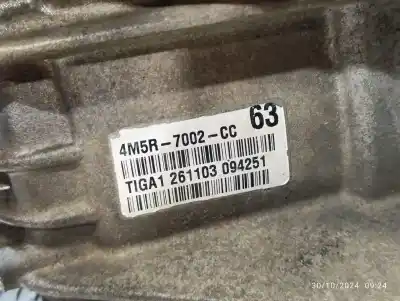 63
4M5R-7002-CC
TIGA1 261103 094251
30/10/2024 09:24